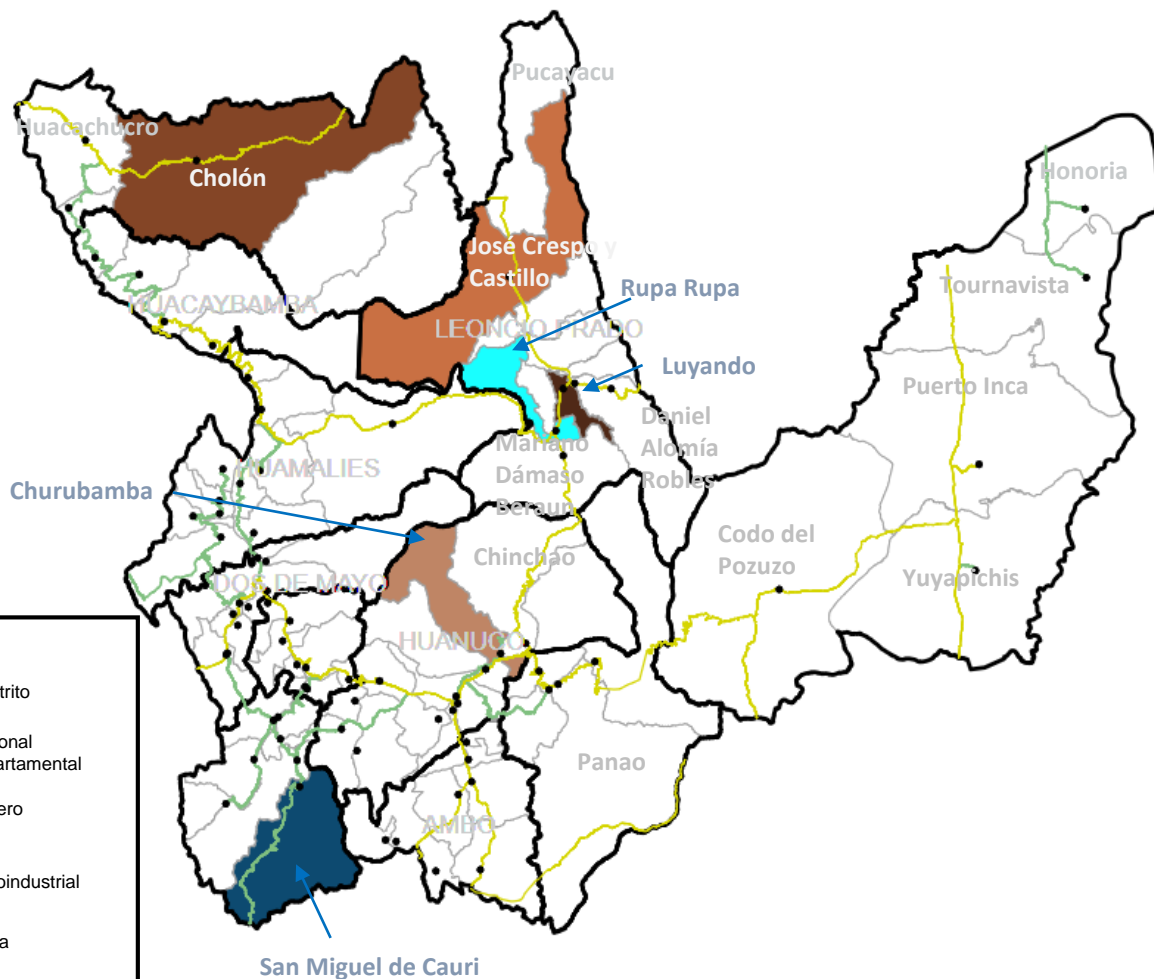 Pucayacu
Huacachucro
Cholón
Honoria
José Crespo y
Castillo
Tournavista
Rupa Rupa
HUACAYBAMBA
LEONCIO PRADO
Luyando
Puerto Inca
Daniel
Alomía
Robles
Mariano
Dámaso
Beraun
HUAMALIES
Churubamba
Chinchao
Codo del
Pozuzo
DOS DE MAYO
Yuyapichis
HUANUCO
trito
onal
artamental
Panao
ero
AMBO
oindustrial
a
San Miguel de Cauri